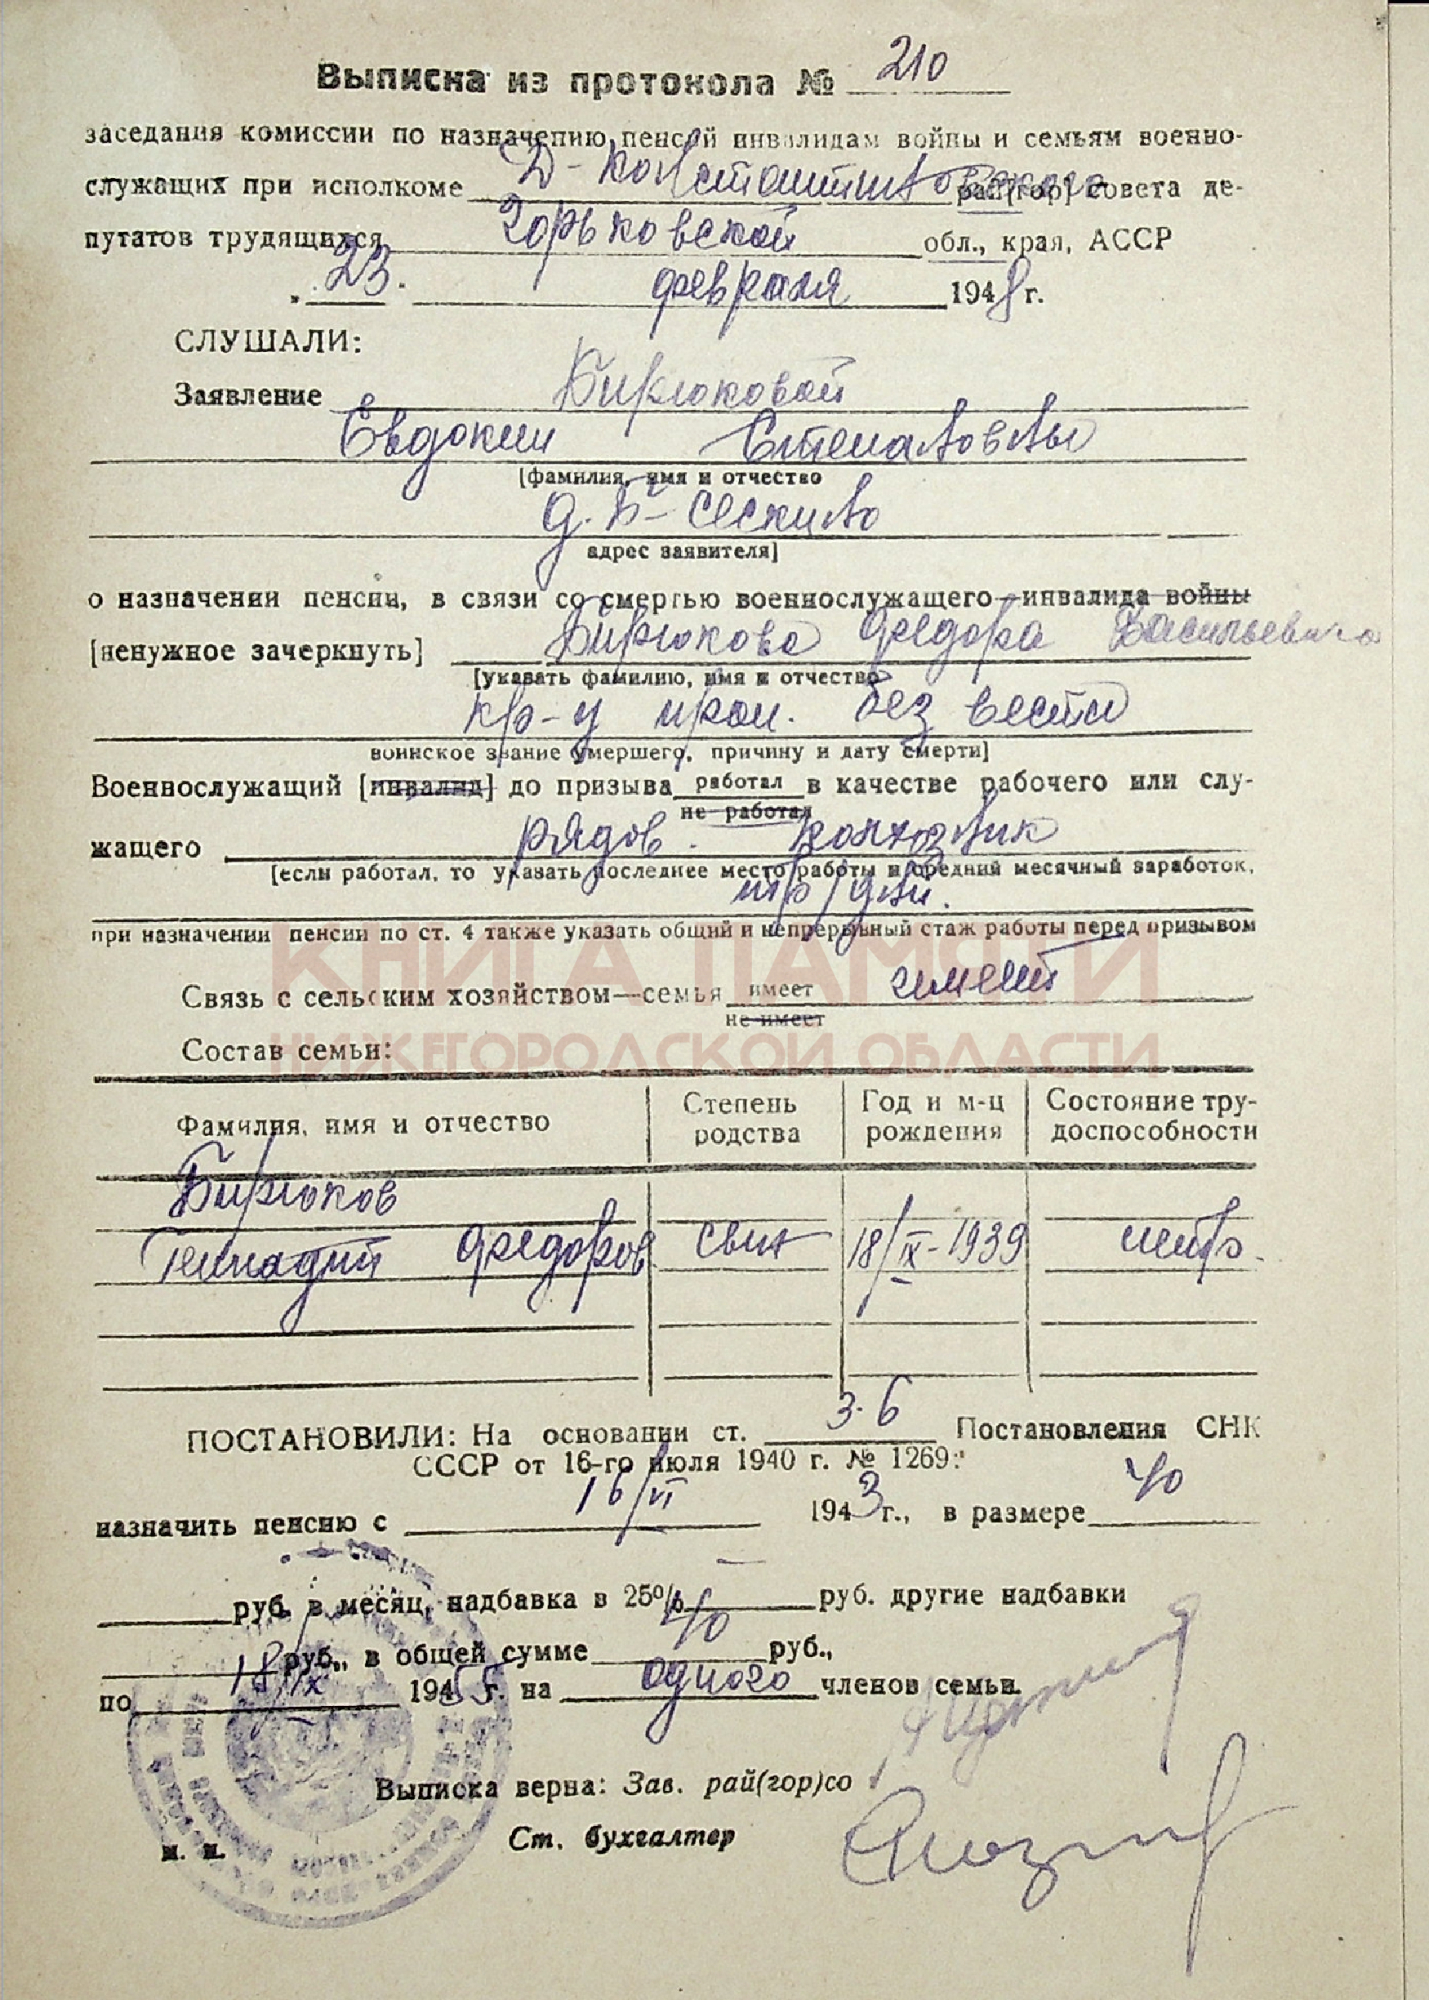 Выписка из протокола № 210
заседания комиссии по назначению пенсий инвалидам войны и семьям военно-
служащих при исполкоме Д-Константиновского рай[гор] совета де-
путатов трудящихся Горьковской обл., края, АССР
„ 23 . февраля 1948 г.
СЛУШАЛИ:
Заявление Бирюковой
Евдокии Степановны
[фамилия, имя и отчество
д. Б-Сескино
адрес заявителя]
о назначении пенсии, в связи со смертью военнослужащего—инвалида войны
[ненужное зачеркнуть] Бирюкова Федора Васильевича
[указать фамилию, имя и отчество
кр-ц проп. без вести
воинское звание умершего, причину и дату смерти]
Военнослужащий [инвалид] до призыва работал в качестве рабочего или слу-
не работал
жащего рядов. колхозник
[если работал, то указать последнее место работы и средний месячный заработок,
тр/дни.
при назначении пенсии по ст. 4 также указать общий и непрерывный стаж работы перед призывом
КНИГА ПАМЯТИ
Связь с сельским хозяйством—семья имеет имеет
не имеет
НИЖЕГОРОДСКОЙ ОБЛАСТИ
Состав семьи:
Фамилия, имя и отчество Степень родства Год и м-ц рождения Состояние тру-доспособности
Бирюков
Геннадий Федоров. сын 18/IX-1939 нетр.
ПОСТАНОВИЛИ: На основании ст. 3-б Постановления СНК
СССР от 16-го июля 1940 г. № 1269:
назначить пенсию с 16/VI 1943 г., в размере 40
руб. в месяц, надбавка в 25% — руб. другие надбавки
руб., в общей сумме 40 руб.,
по 18/IX 1955 г. на одного членов семьи.
Выписка верна: Зав. рай(гор)со
м. п. Ст. бухгалтер